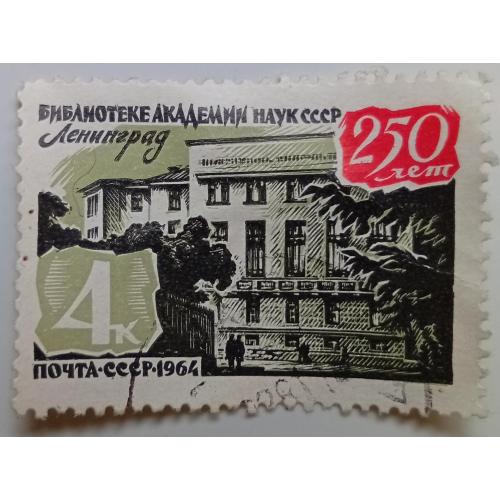 БИБЛИОТЕКЕ АКАДЕМИИ НАУК СССР
Ленинград
250
лет
4к
ПОЧТА·СССР·1964